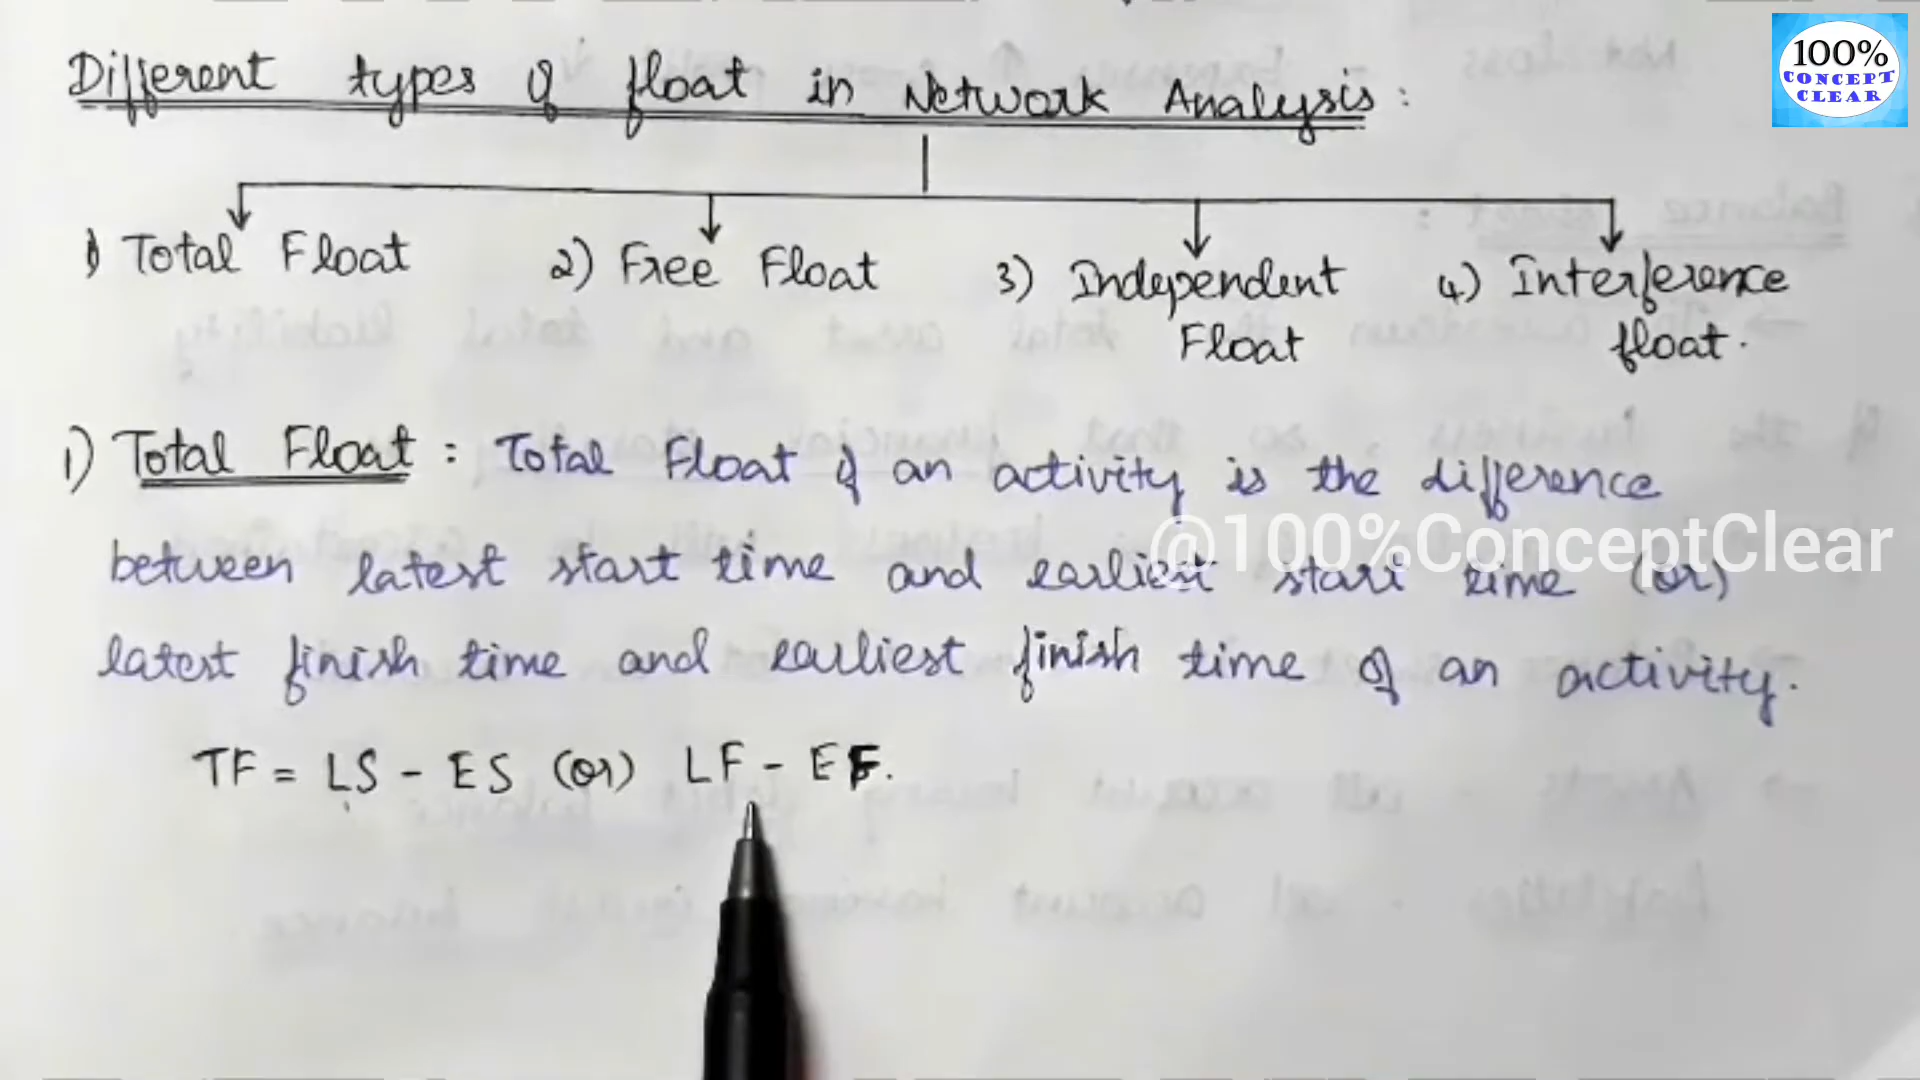 Different types of float in Network Analysis:
100%
CONCEPT
CLEAR
1) Total Float 2) Free Float 3) Independent Float 4) Interference float.
1) Total Float: Total Float of an activity is the difference
@100%ConceptClear
between latest start time and earliest start time (or)
latest finish time and earliest finish time of an activity.
TF = LS - ES (or) LF - EF.